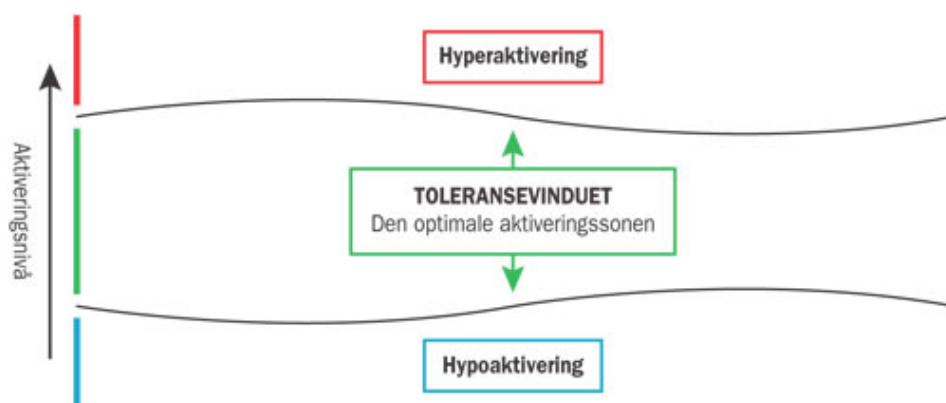 Hyperaktivering
Aktiveringsnivå
TOLERANSEVINDUET
Den optimale aktiveringssonen
Hypoaktivering